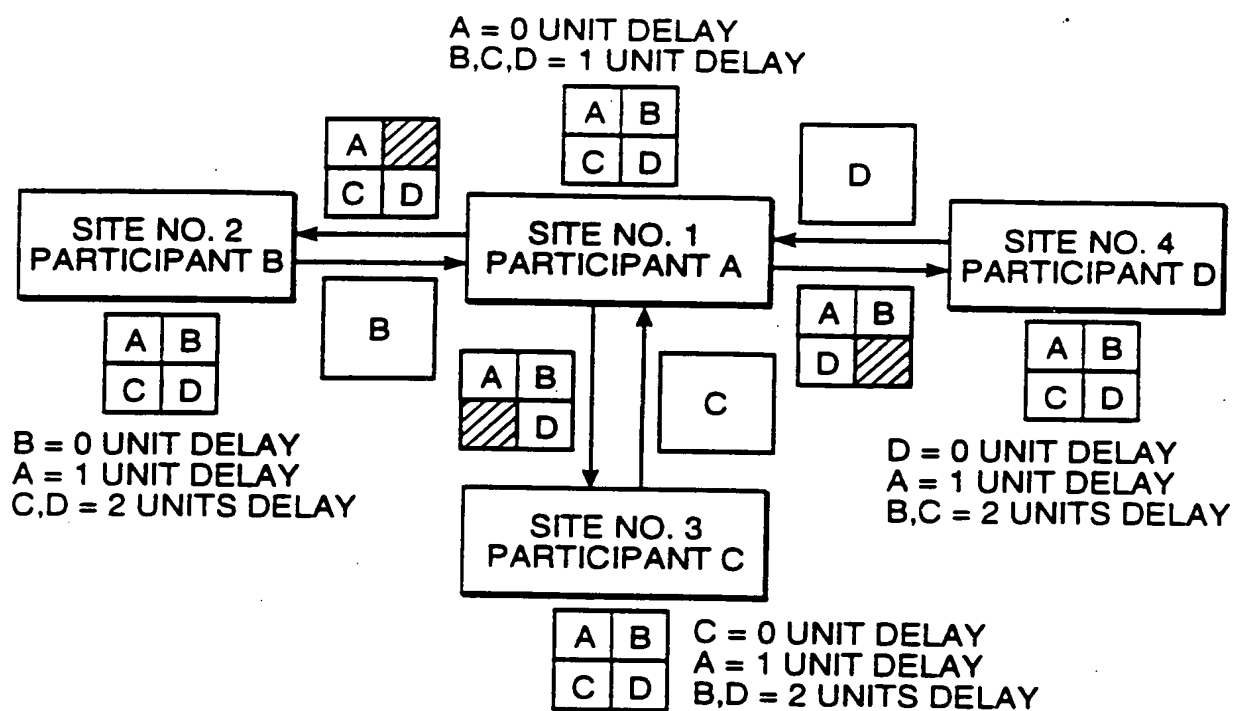 A = 0 UNIT DELAY
B,C,D = 1 UNIT DELAY
A B
C D
A
C D
D
SITE NO. 2
PARTICIPANT B
SITE NO. 1
PARTICIPANT A
SITE NO. 4
PARTICIPANT D
A B
C D
B
A B
D
C
A B
D
A B
C D
B = 0 UNIT DELAY
A = 1 UNIT DELAY
C,D = 2 UNITS DELAY
D = 0 UNIT DELAY
A = 1 UNIT DELAY
B,C = 2 UNITS DELAY
SITE NO. 3
PARTICIPANT C
A B
C D
C = 0 UNIT DELAY
A = 1 UNIT DELAY
B,D = 2 UNITS DELAY